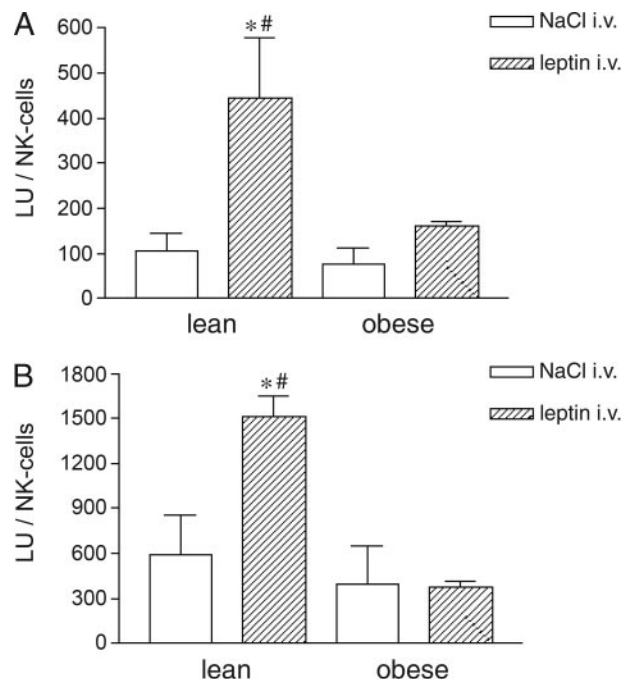 A
LU / NK-cells
600
500
400
300
200
100
0
*#
lean
obese
NaCl i.v.
leptin i.v.
B
LU / NK-cells
1800
1500
1200
900
600
300
0
*#
lean
obese
NaCl i.v.
leptin i.v.